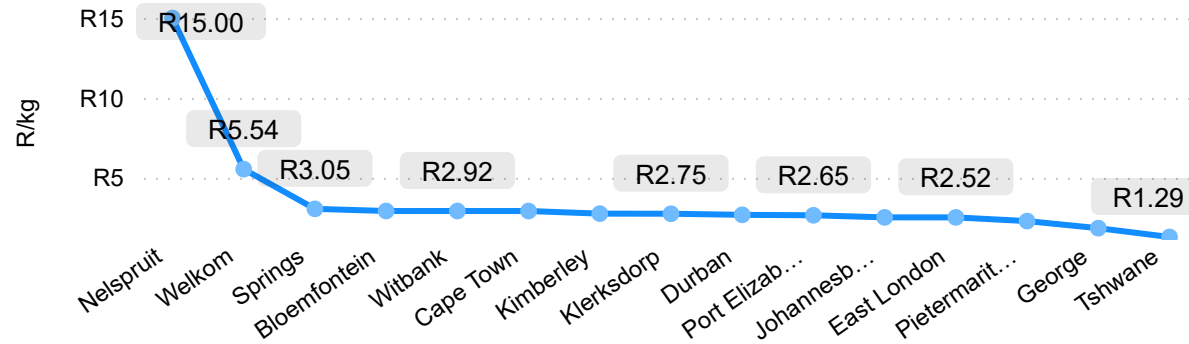 R/kg
R15
R10
R5
R15.00
R5.54
R3.05
R2.92
R2.75
R2.65
R2.52
R1.29
Nelspruit
Welkom
Springs
Bloemfontein
Witbank
Cape Town
Kimberley
Klerksdorp
Durban
Port Elizab...
Johannesb...
East London
Pietermarit...
George
Tshwane